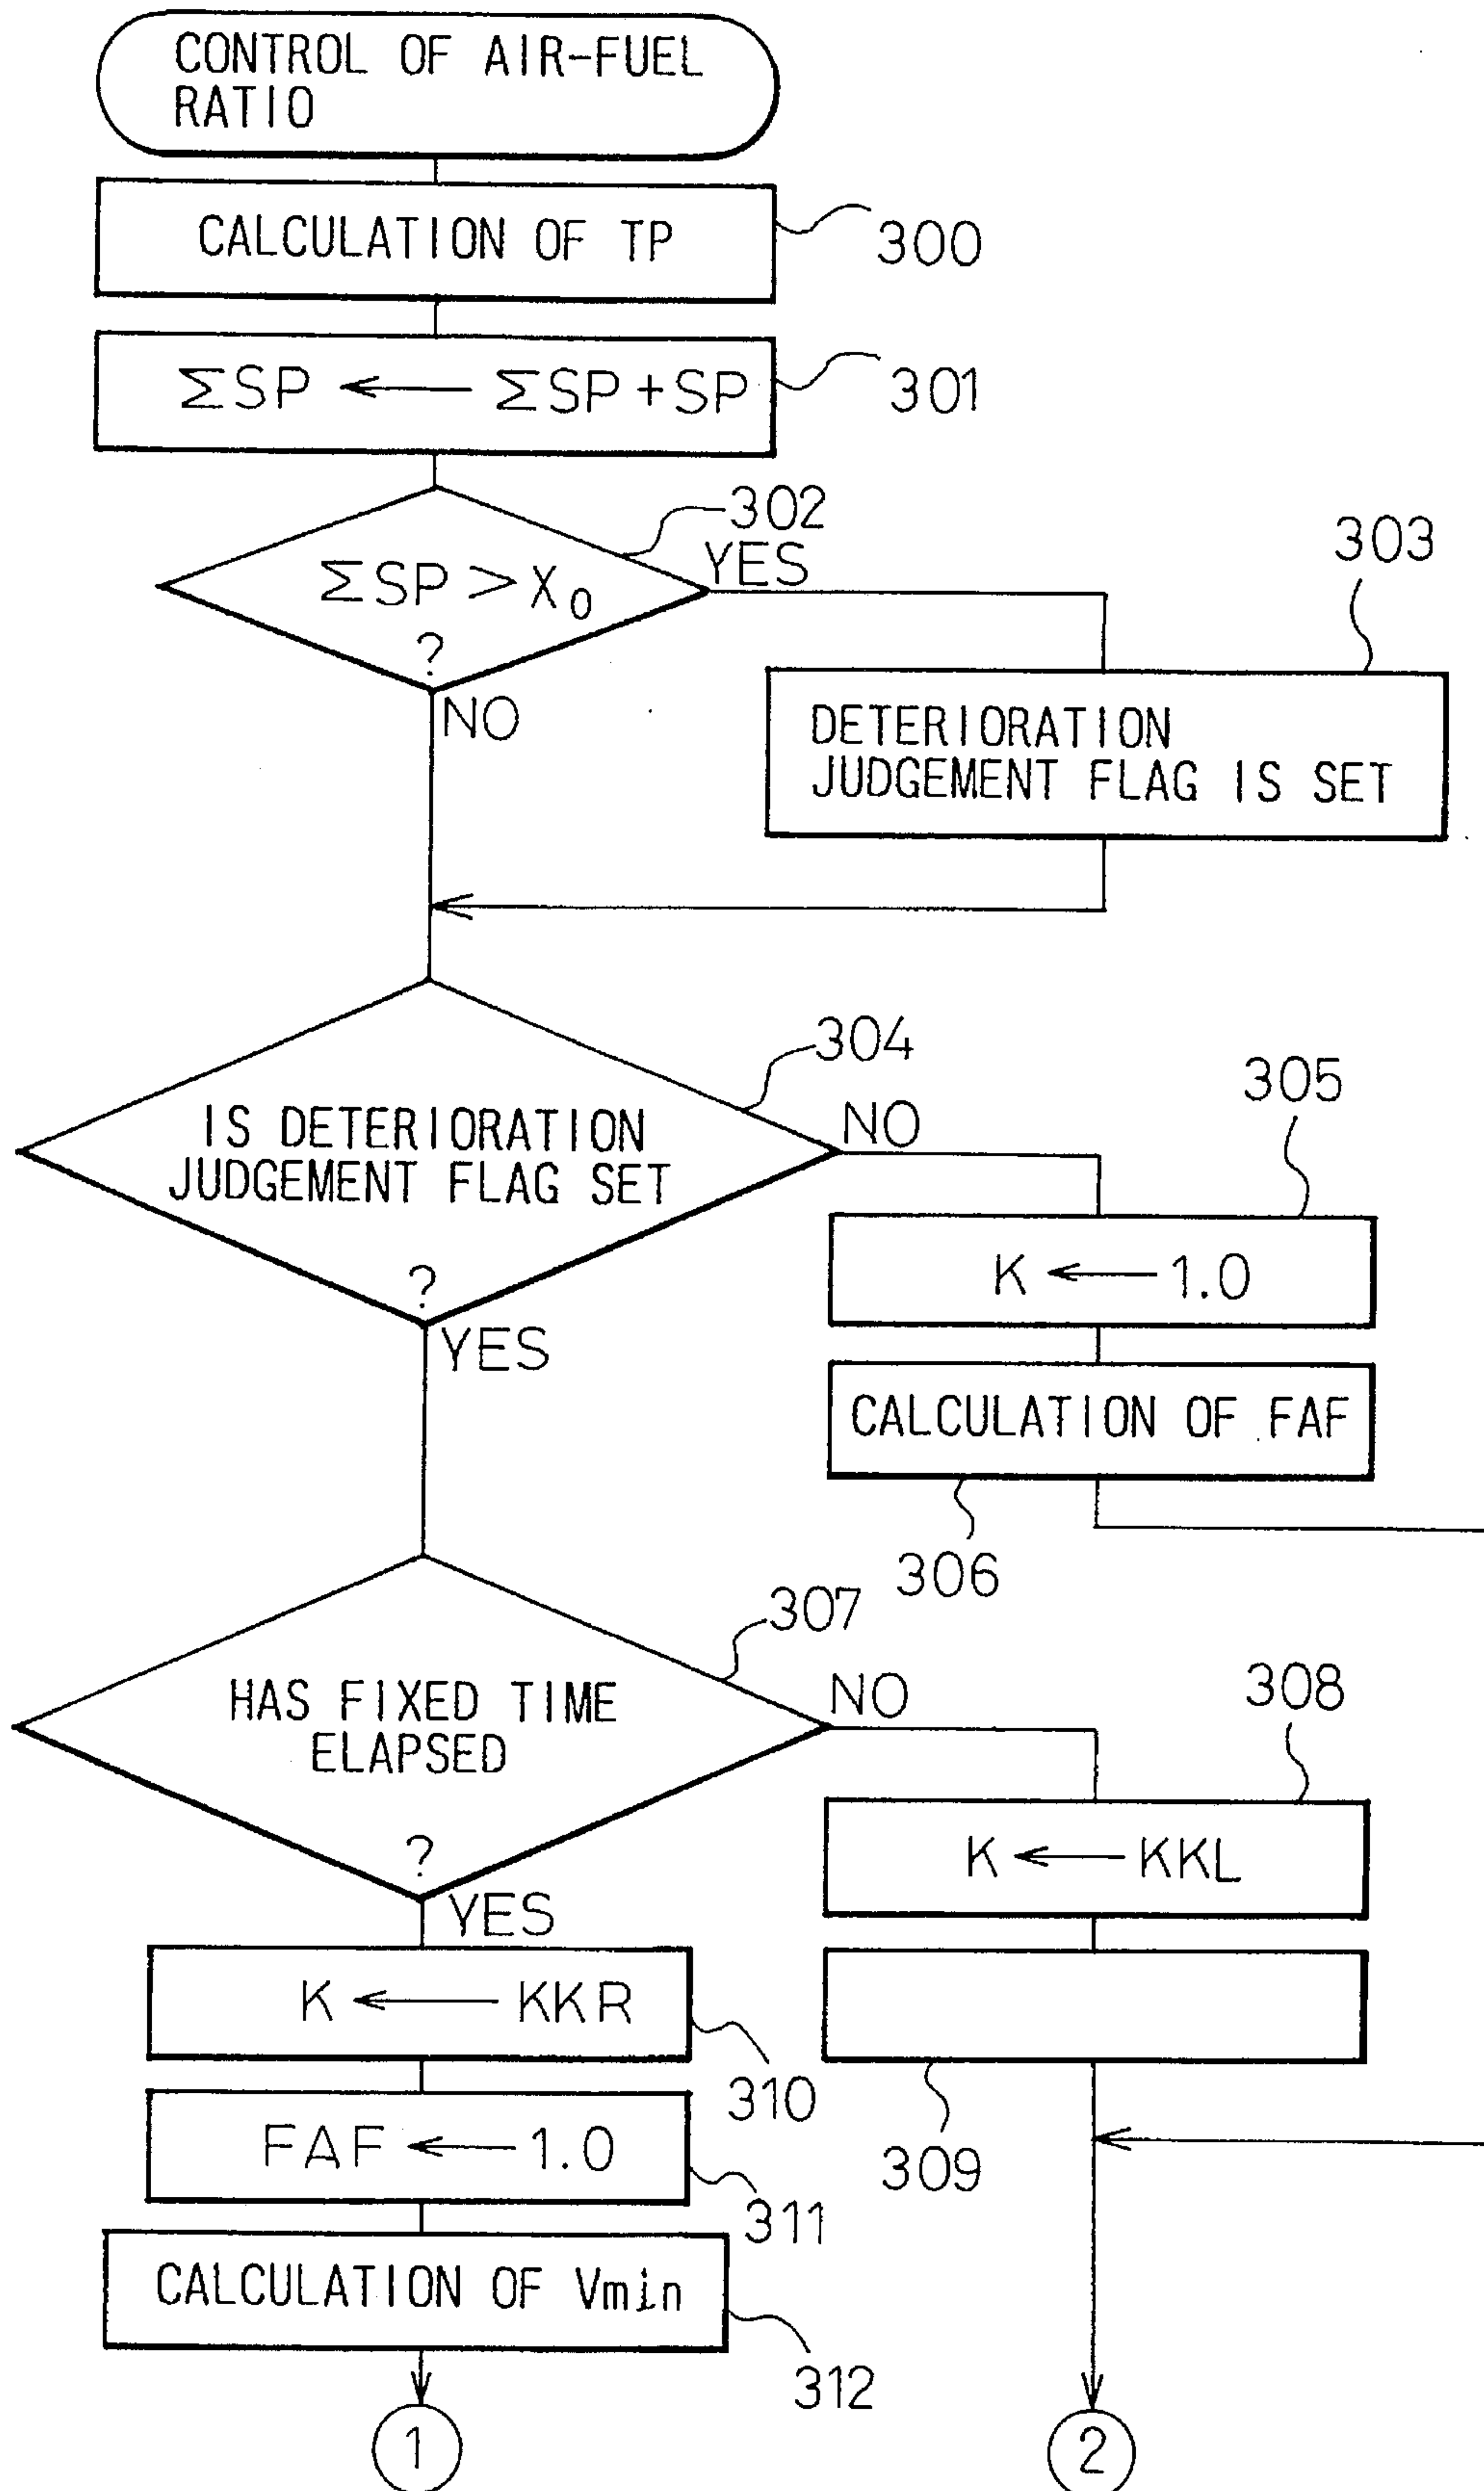 CONTROL OF AIR-FUEL
RATIO
CALCULATION OF TP
300
ΣSP ← ΣSP+SP
301
302
ΣSP > X₀
?
YES
NO
303
DETERIORATION
JUDGEMENT FLAG IS SET
304
IS DETERIORATION
JUDGEMENT FLAG SET
?
NO
YES
305
K ← 1.0
CALCULATION OF FAF
306
307
HAS FIXED TIME
ELAPSED
?
NO
YES
308
K ← KKL
309
K ← KKR
310
FAF ← 1.0
311
CALCULATION OF Vmin
312
1
2